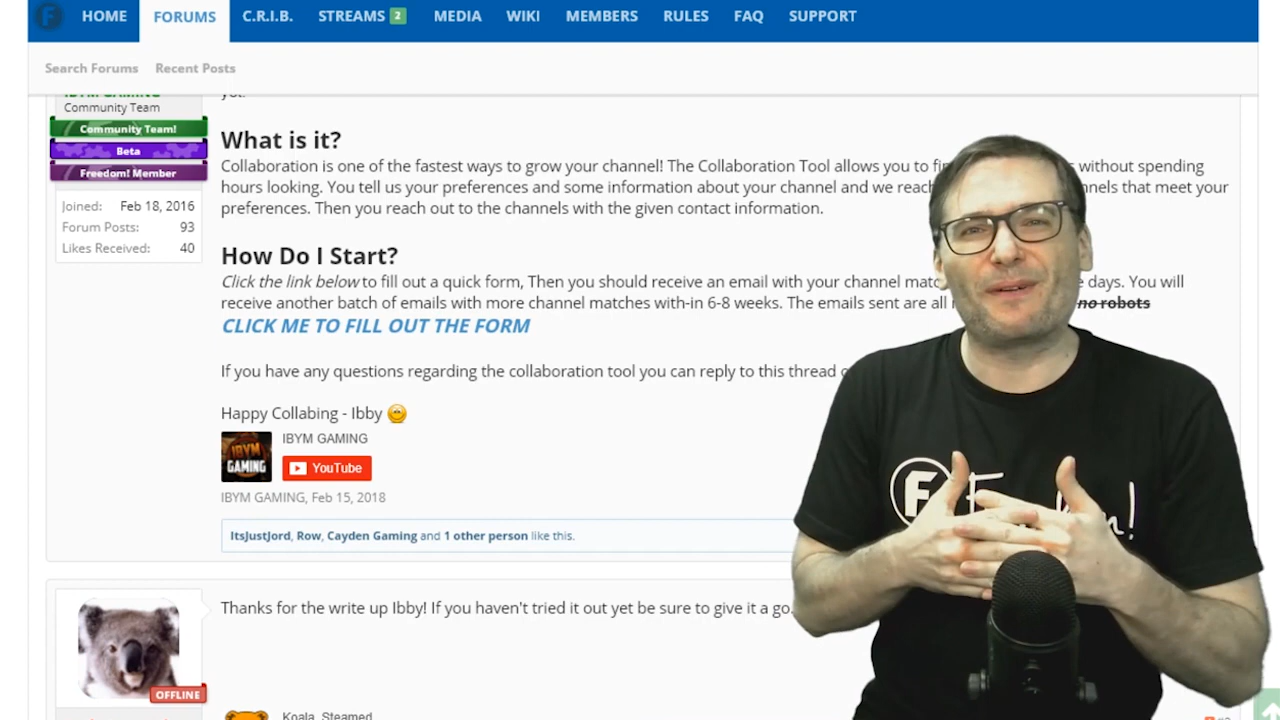 HOME FORUMS C.R.I.B. STREAMS 2 MEDIA WIKI MEMBERS RULES FAQ SUPPORT
Search Forums Recent Posts
IBYM GAMING
Community Team
Community Team!
Beta
Freedom! Member
Joined: Feb 18, 2016
Forum Posts: 93
Likes Received: 40
yet.
What is it?
Collaboration is one of the fastest ways to grow your channel! The Collaboration Tool allows you to without spending
hours looking. You tell us your preferences and some information about your channel and we reach that meet your
preferences. Then you reach out to the channels with the given contact information.
How Do I Start?
Click the link below to fill out a quick form, Then you should receive an email with your channel days. You will
receive another batch of emails with more channel matches with-in 6-8 weeks. The emails sent are all no robots
CLICK ME TO FILL OUT THE FORM
If you have any questions regarding the collaboration tool you can reply to this thread
Happy Collabing - Ibby
IBYM GAMING
IBYM
GAMING
YouTube
IBYM GAMING, Feb 15, 2018
ItsJustJord, Row, Cayden Gaming and 1 other person like this.
Thanks for the write up Ibby! If you haven't tried it out yet be sure to give it a go.
OFFLINE
Koala_Steamed
F